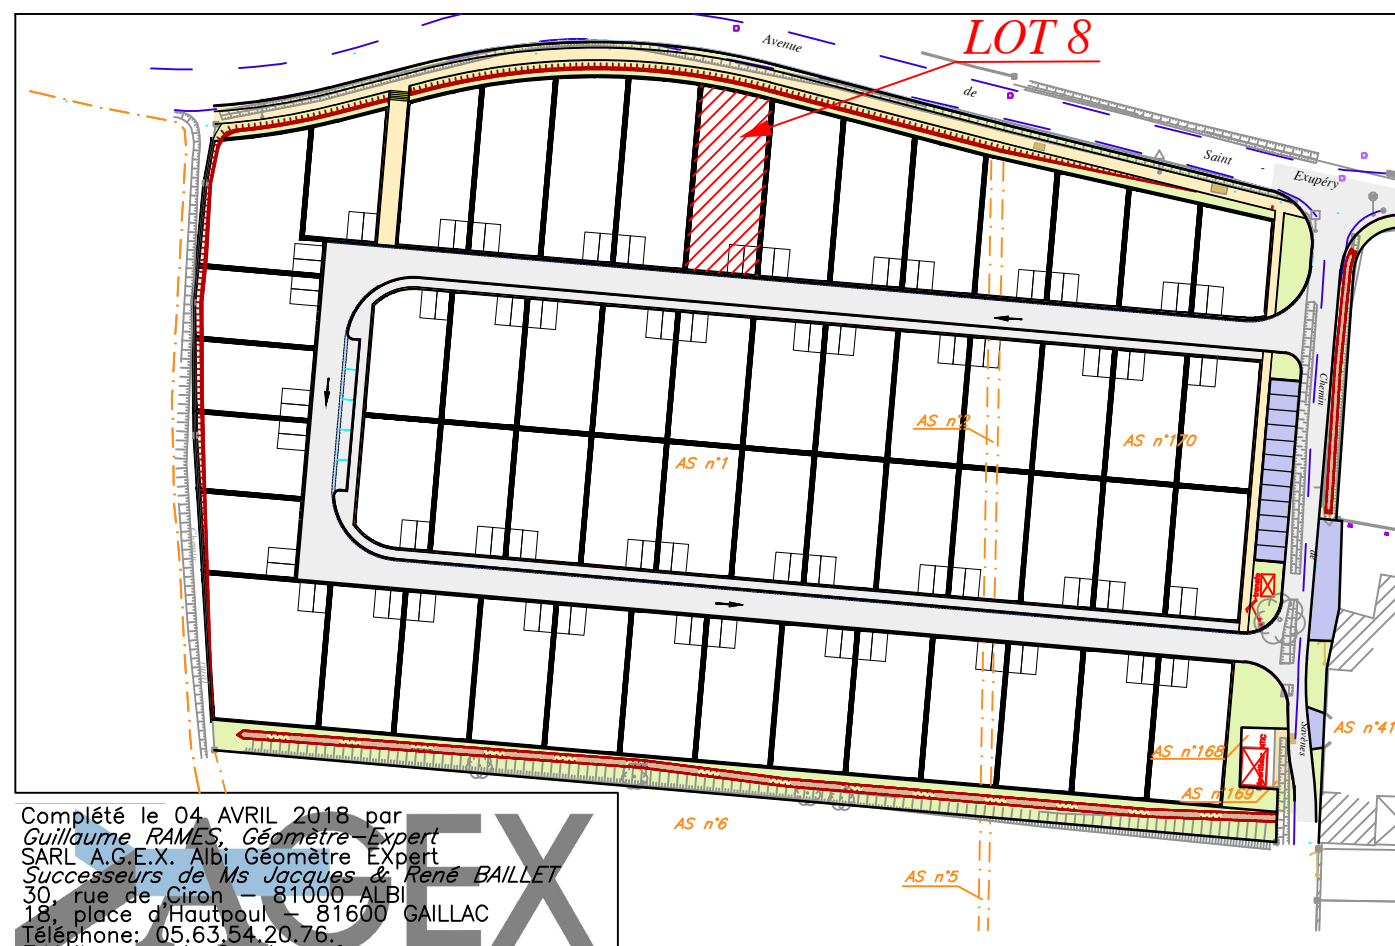 LOT 8
Avenue
de
Saint
Exupéry
Chemin
de
Savènes
AS n°2
AS n°170
AS n°1
AS n°41
AS n°168
AS n°169
AS n°6
AS n°5
Complété le 04 AVRIL 2018 par
Guillaume RAMES, Géomètre-Expert
SARL A.G.E.X. Albi Géomètre EXpert
Successeurs de Ms Jacques & René BAILLET
30, rue de Ciron - 81000 ALBI
18, place d'Hautpoul - 81600 GAILLAC
Téléphone: 05.63.54.20.76.
AGEX